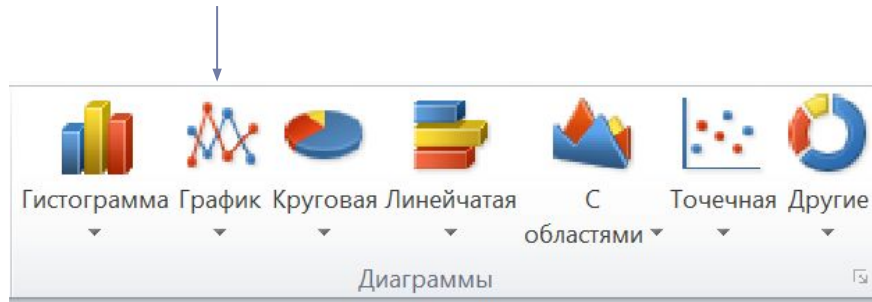 Гистограмма График Круговая Линейчатая С Точечная Другие
областями
Диаграммы